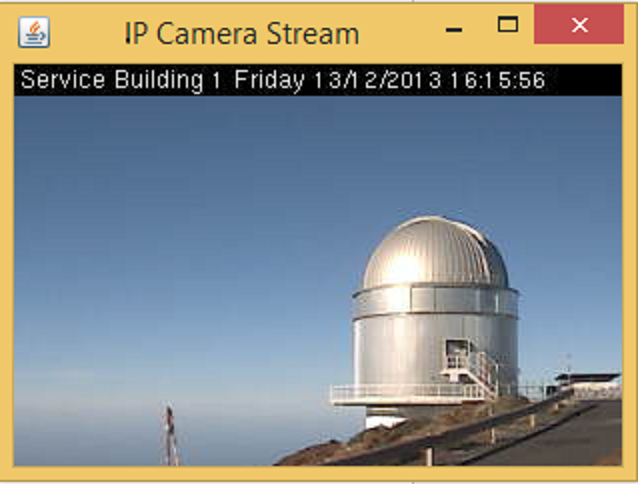 IP Camera Stream
Service Building 1 Friday 13/12/2013 16:15:56